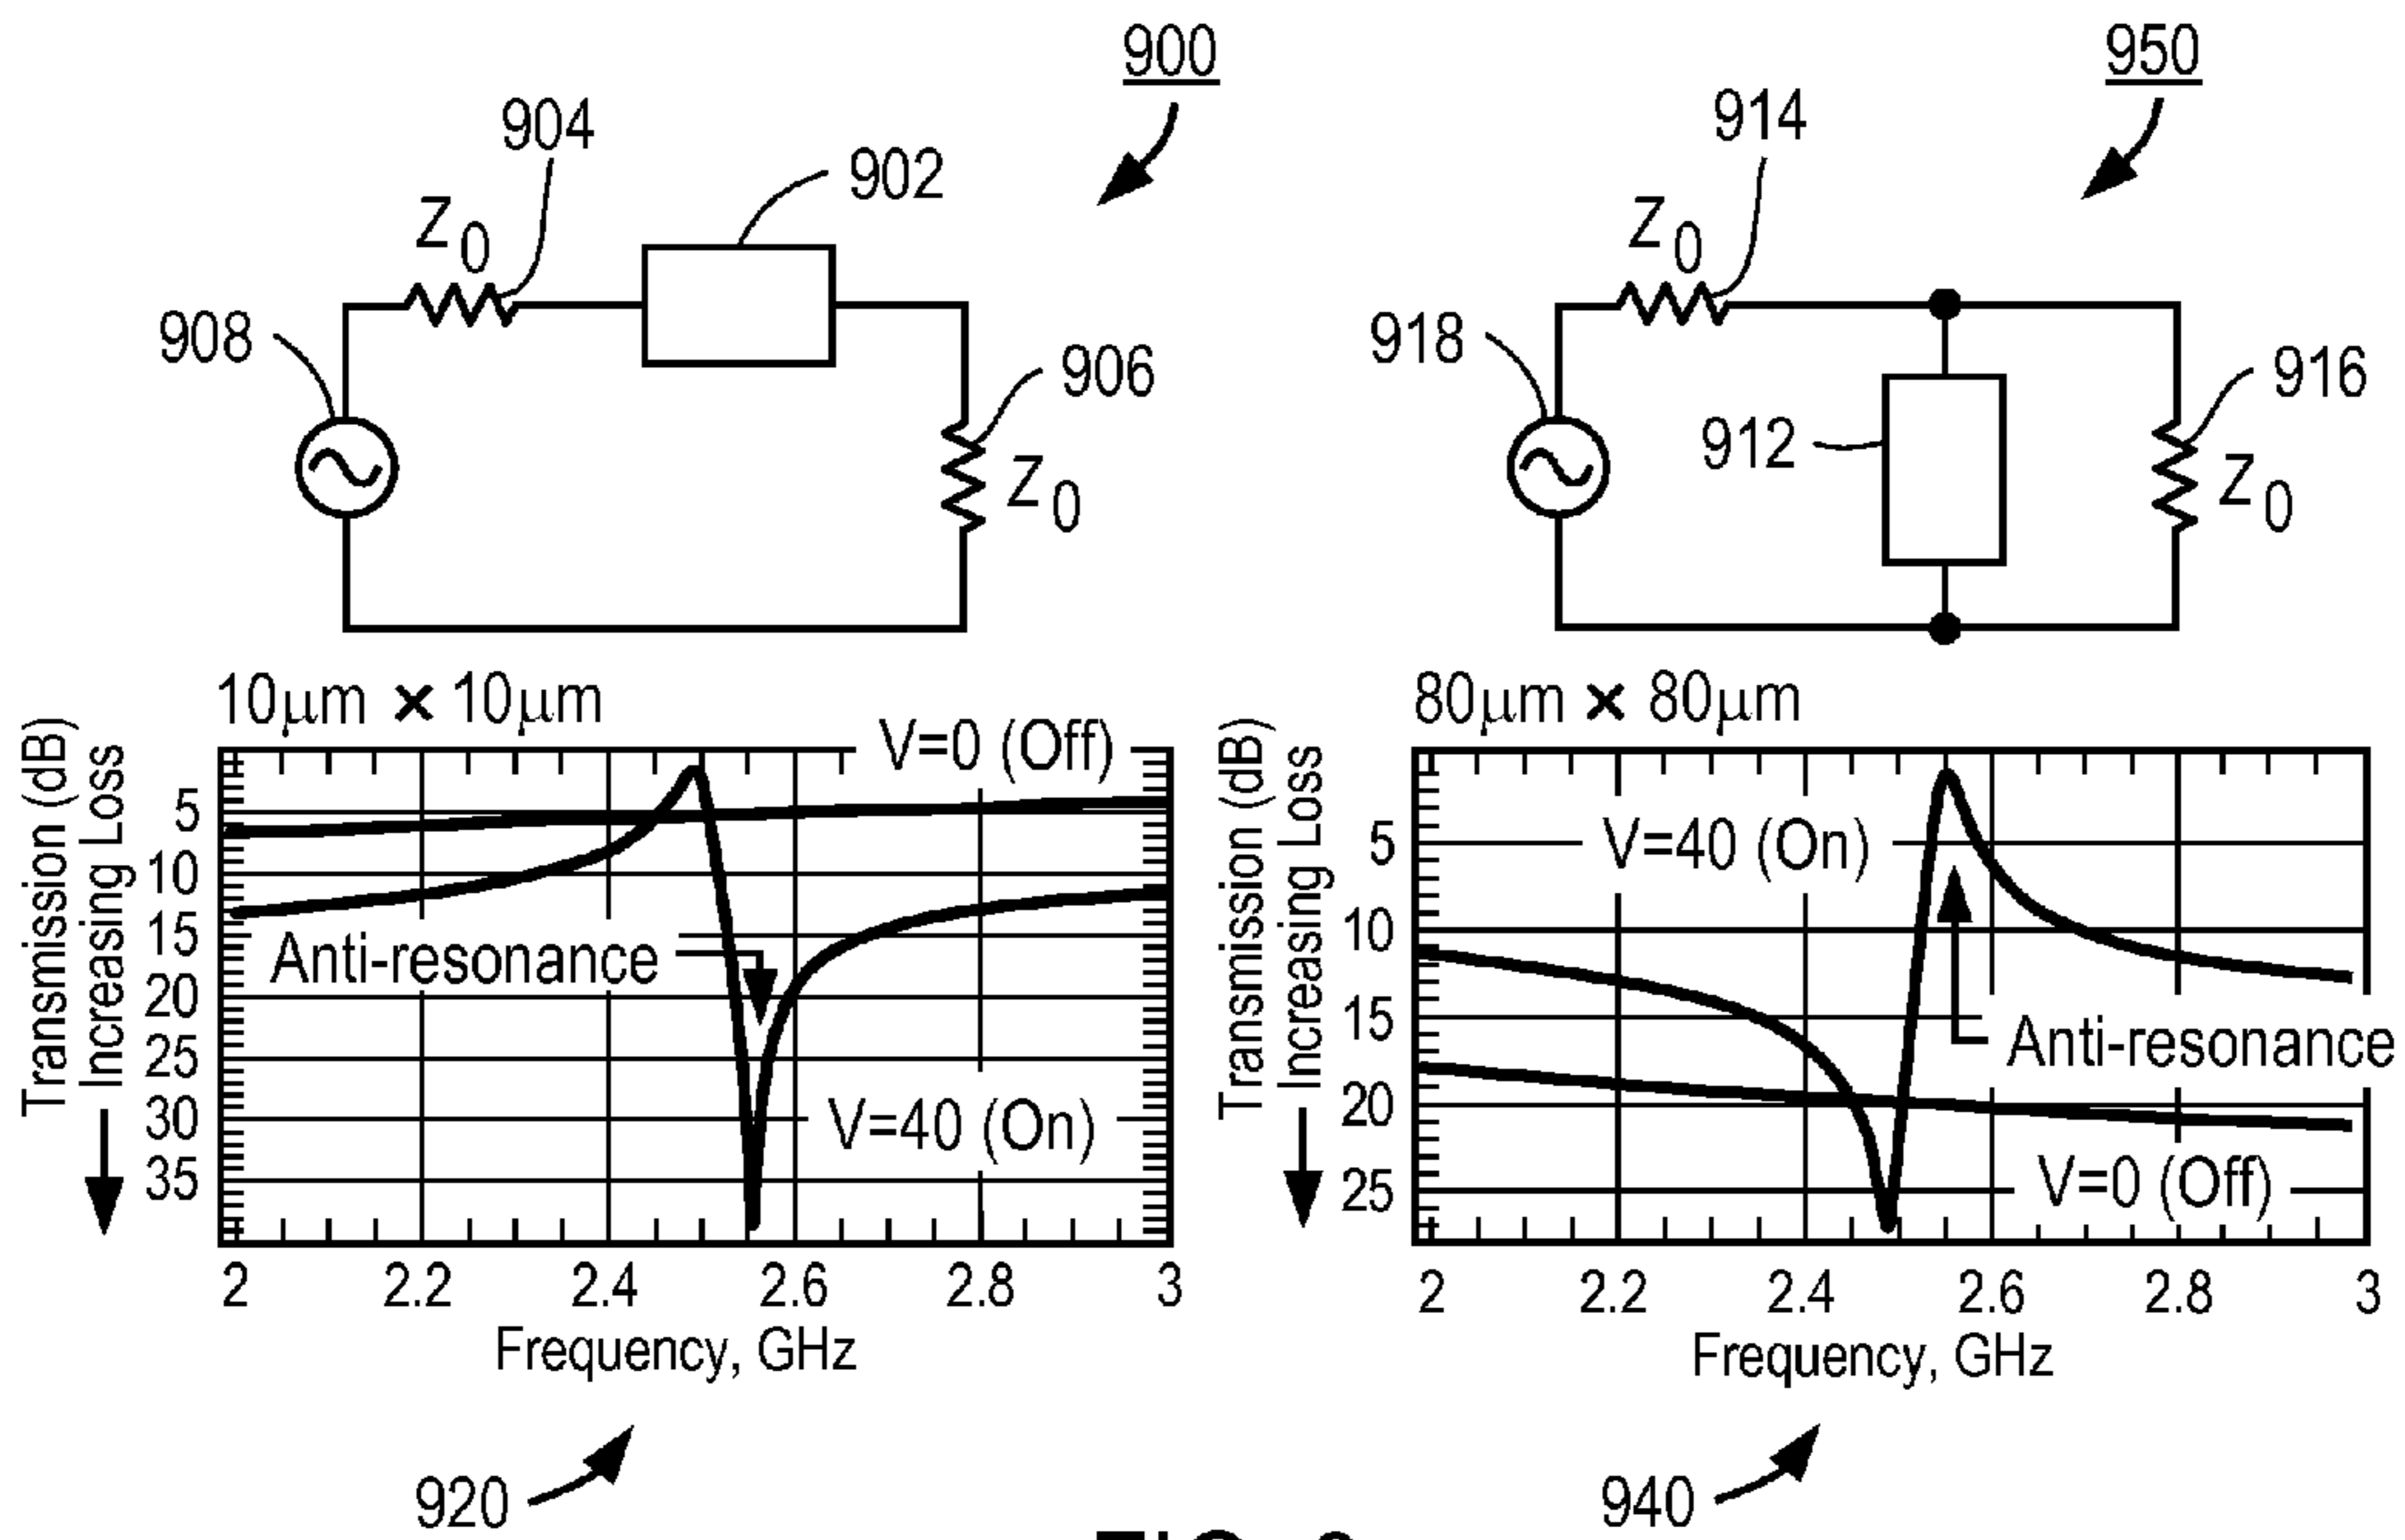 900
904
902
Z0
908
906
Z0
950
914
Z0
918
912
916
Z0
10μm × 10μm
Transmission (dB)
Increasing Loss
V=0 (Off)
5
10
15
20
25
30
35
Anti-resonance
V=40 (On)
2 2.2 2.4 2.6 2.8 3
Frequency, GHz
920
80μm × 80μm
Transmission (dB)
Increasing Loss
V=40 (On)
5
10
15
20
25
Anti-resonance
V=0 (Off)
2 2.2 2.4 2.6 2.8 3
Frequency, GHz
940